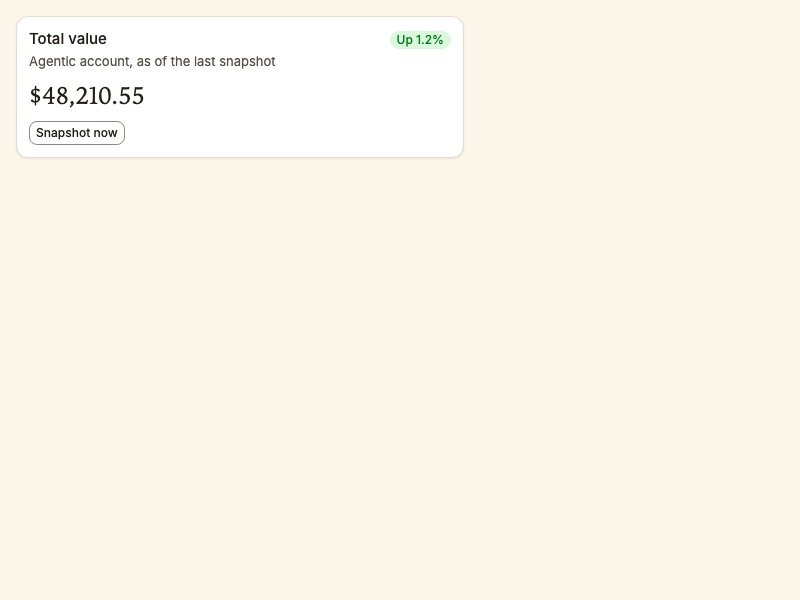 Total value
Up 1.2%
Agentic account, as of the last snapshot
$48,210.55
Snapshot now